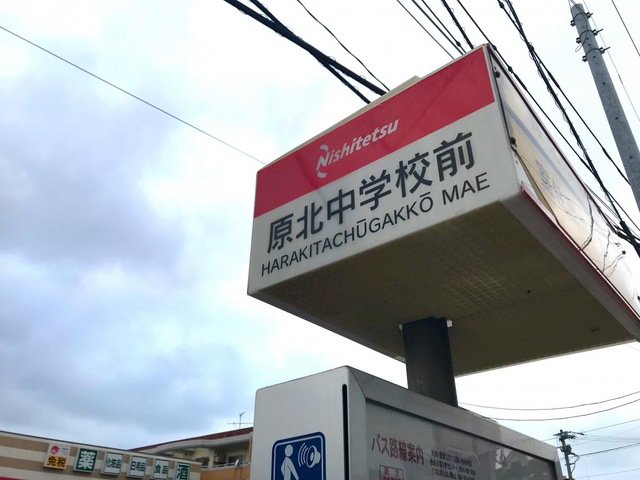 Nishitetsu
原北中学校前
HARAKITACHŪGAKKŌ MAE
バス路線案内
免税
薬
化粧品
日用品
食品
酒